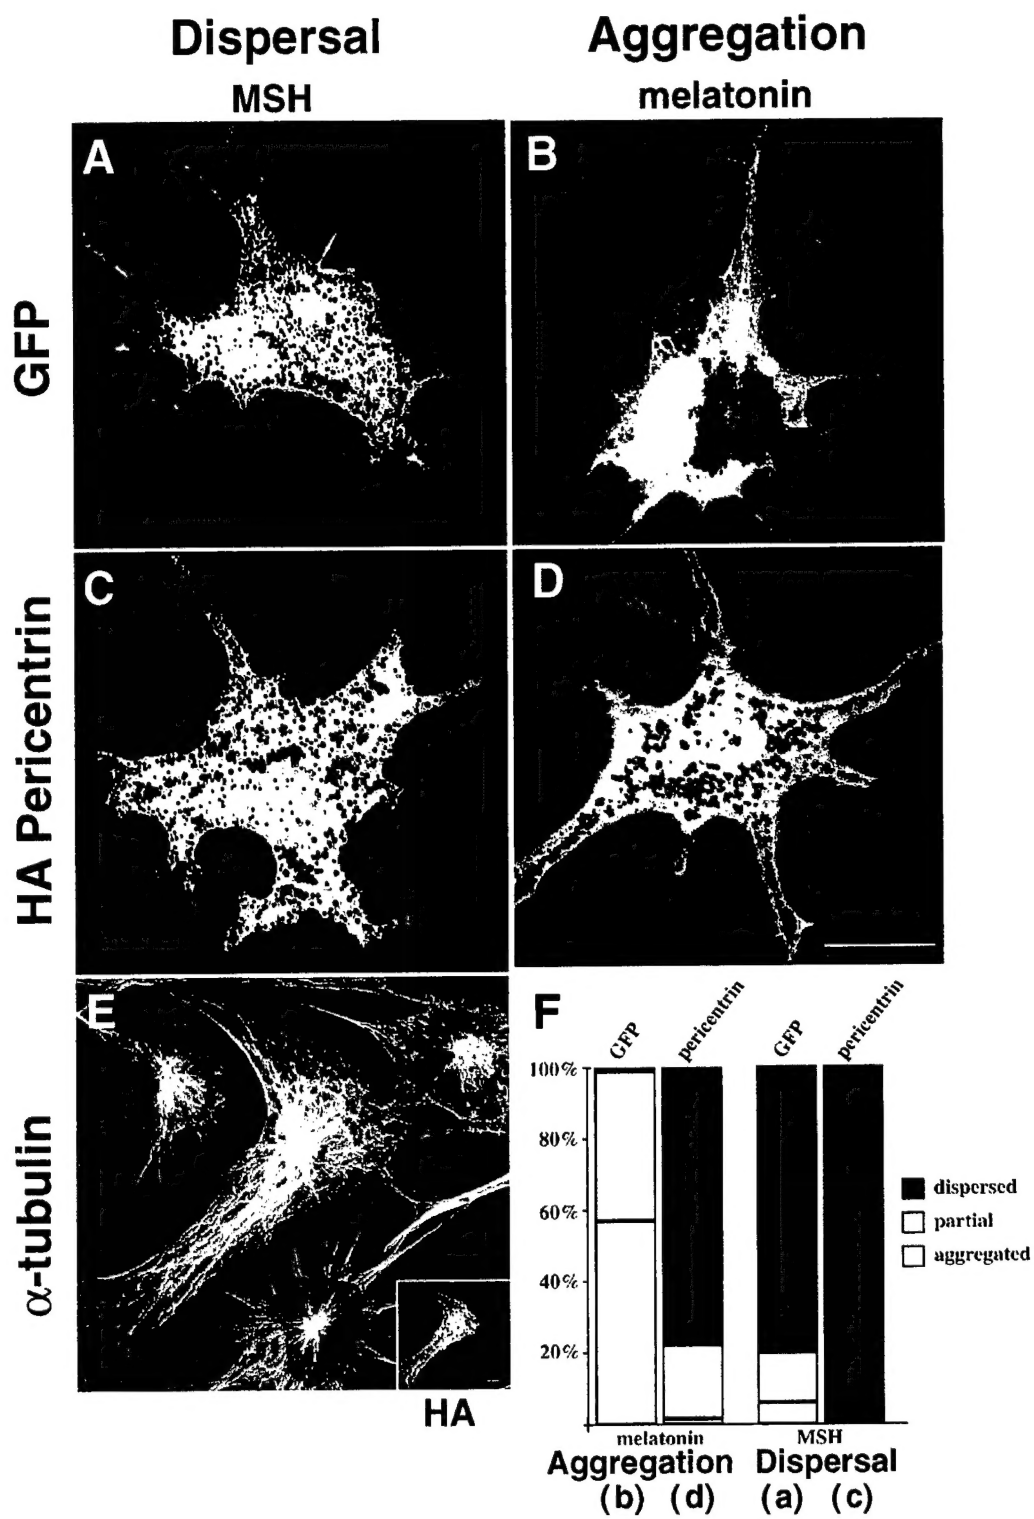 Dispersal Aggregation
MSH melatonin
A B
GFP
C D
HA Pericentrin
E F
α-tubulin
HA
GFP pericentrin GFP pericentrin
100%
80%
60%
40%
20%
dispersed
partial
aggregated
melatonin MSH
Aggregation Dispersal
(b) (d) (a) (c)